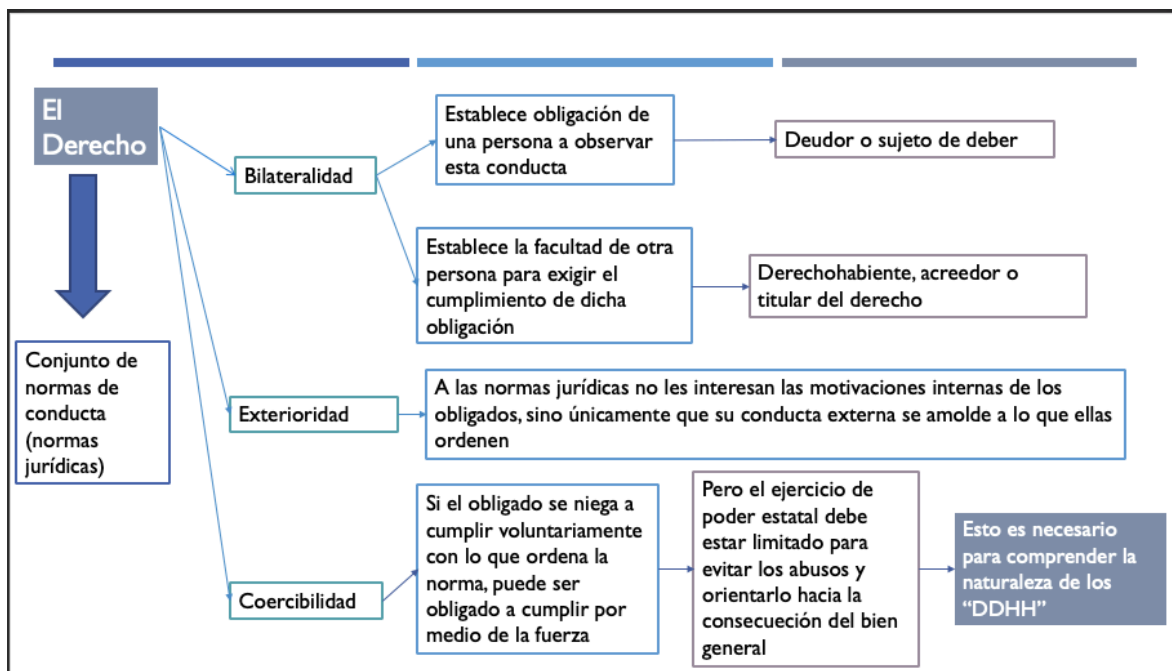 El
Derecho
Bilateralidad
Establece obligación de
una persona a observar
esta conducta
Deudor o sujeto de deber
Establece la facultad de otra
persona para exigir el
cumplimiento de dicha
obligación
Derechohabiente, acreedor o
titular del derecho
Conjunto de
normas de
conducta
(normas
jurídicas)
Exterioridad
A las normas jurídicas no les interesan las motivaciones internas de los
obligados, sino únicamente que su conducta externa se amolde a lo que ellas
ordenen
Coercibilidad
Si el obligado se niega a
cumplir voluntariamente
con lo que ordena la
norma, puede ser
obligado a cumplir por
medio de la fuerza
Pero el ejercicio de
poder estatal debe
estar limitado para
evitar los abusos y
orientarlo hacia la
consecueción del bien
general
Esto es necesario
para comprender la
naturaleza de los
“DDHH”